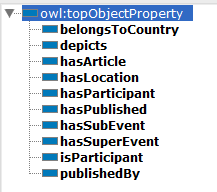 owl:topObjectProperty
belongsToCountry
depicts
hasArticle
hasLocation
hasParticipant
hasPublished
hasSubEvent
hasSuperEvent
isParticipant
publishedBy